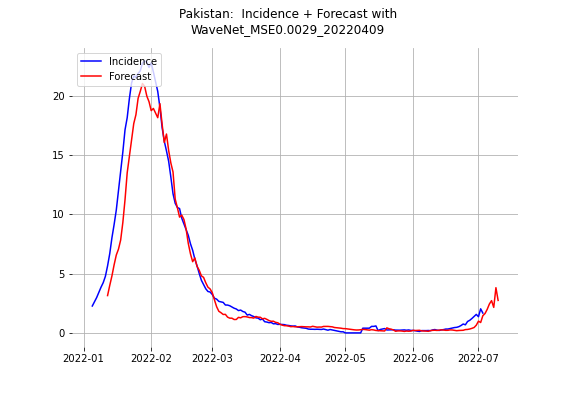 Pakistan:  Incidence + Forecast with
WaveNet_MSE0.0029_20220409
Incidence
Forecast
20
15
10
5
0
2022-01 2022-02 2022-03 2022-04 2022-05 2022-06 2022-07